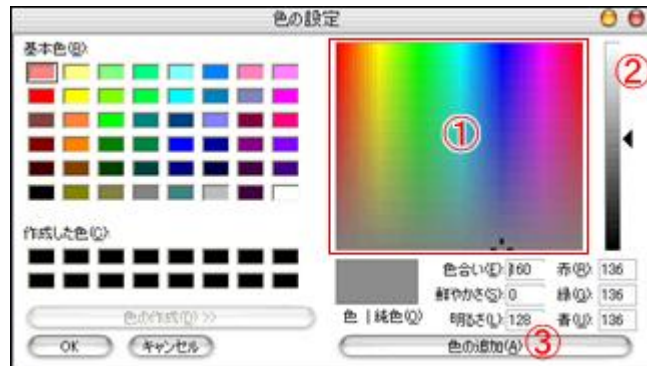 色の設定
基本色(B):
作成した色(C):
色の作成(D) >>
OK キャンセル
①
②
色 | 純色(O)
色合い(E): 160 赤(R): 136
鮮やかさ(S): 0 緑(G): 136
明るさ(L): 128 青(U): 136
色の追加(A) ③